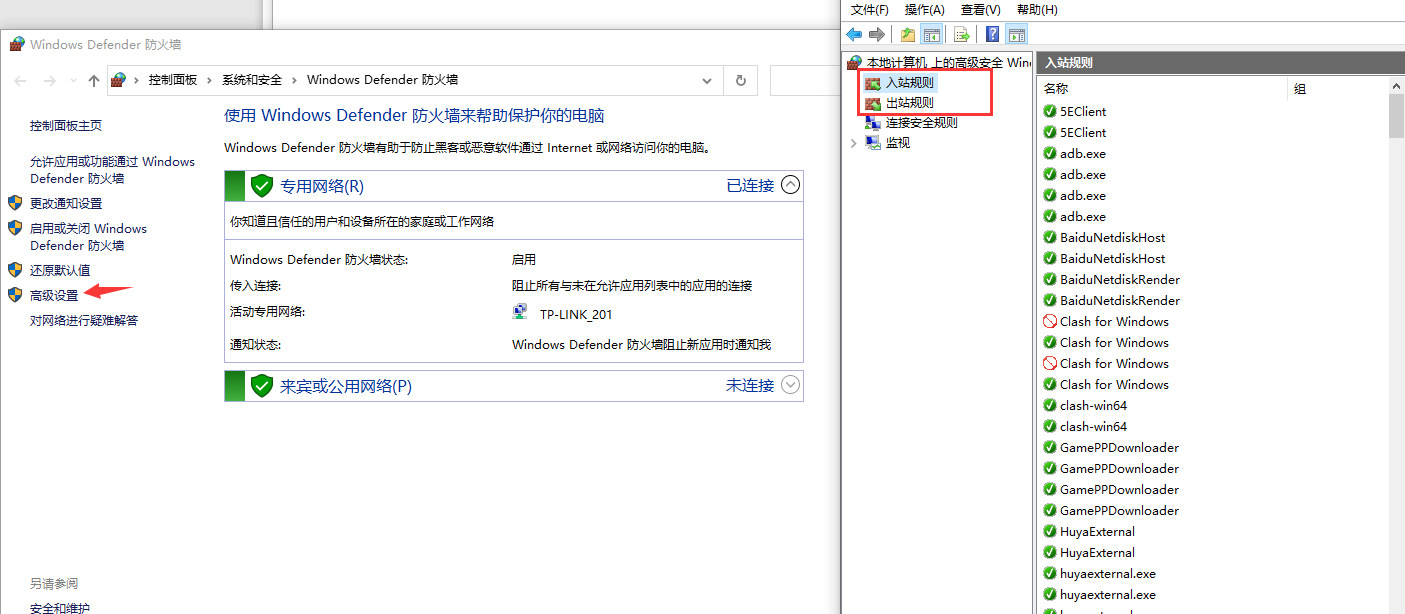 Windows Defender 防火墙
控制面板 › 系统和安全 › Windows Defender 防火墙
控制面板主页
允许应用或功能通过 Windows
Defender 防火墙
更改通知设置
启用或关闭 Windows
Defender 防火墙
还原默认值
高级设置
对网络进行疑难解答
另请参阅
安全和维护
使用 Windows Defender 防火墙来帮助保护你的电脑
Windows Defender 防火墙有助于防止黑客或恶意软件通过 Internet 或网络访问你的电脑。
专用网络(R) 已连接
你知道且信任的用户和设备所在的家庭或工作网络
Windows Defender 防火墙状态: 启用
传入连接: 阻止所有与未在允许应用列表中的应用的连接
活动专用网络: TP-LINK_201
通知状态: Windows Defender 防火墙阻止新应用时通知我
来宾或公用网络(P) 未连接
文件(F) 操作(A) 查看(V) 帮助(H)
本地计算机 上的高级安全 Win
入站规则
出站规则
连接安全规则
监视
入站规则
名称 组
5EClient
5EClient
adb.exe
adb.exe
adb.exe
adb.exe
BaiduNetdiskHost
BaiduNetdiskHost
BaiduNetdiskRender
BaiduNetdiskRender
Clash for Windows
Clash for Windows
Clash for Windows
Clash for Windows
clash-win64
clash-win64
GamePPDownloader
GamePPDownloader
GamePPDownloader
GamePPDownloader
HuyaExternal
HuyaExternal
huyaexternal.exe
huyaexternal.exe